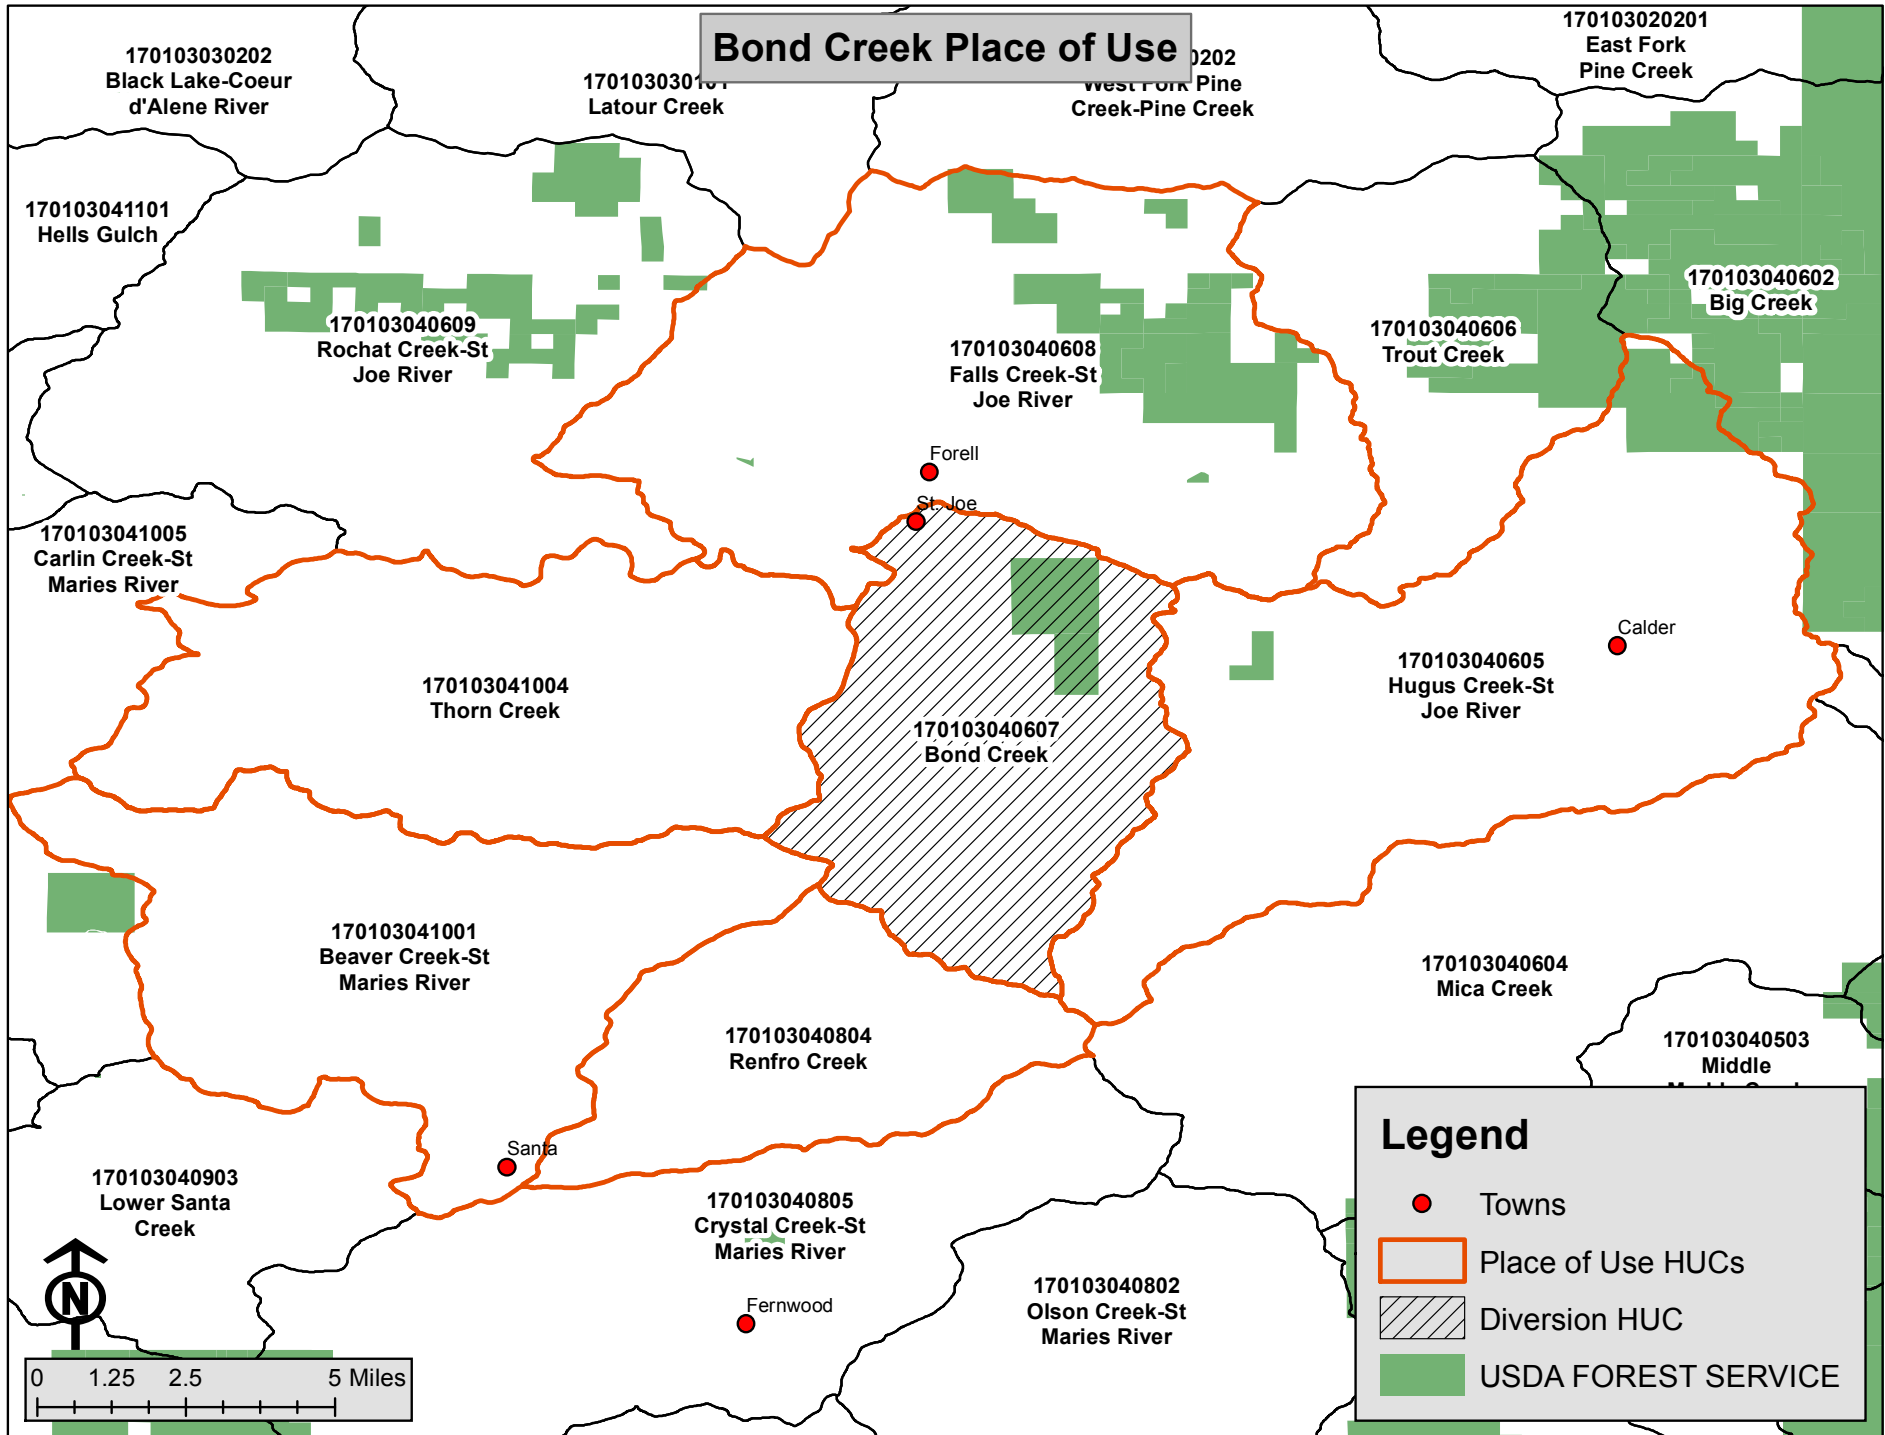 Bond Creek Place of Use
170103030202
Black Lake-Coeur
d'Alene River
Latour Creek
0202
West Fork Pine
Creek-Pine Creek
170103020201
East Fork
Pine Creek
170103041101
Hells Gulch
170103040609
Rochat Creek-St
Joe River
170103040608
Falls Creek-St
Joe River
170103040606
Trout Creek
170103040602
Big Creek
Forell
St. Joe
170103041005
Carlin Creek-St
Maries River
170103041004
Thorn Creek
170103040607
Bond Creek
Calder
170103040605
Hugus Creek-St
Joe River
170103041001
Beaver Creek-St
Maries River
170103040804
Renfro Creek
170103040604
Mica Creek
170103040503
Middle
Santa
170103040903
Lower Santa
Creek
170103040805
Crystal Creek-St
Maries River
Fernwood
170103040802
Olson Creek-St
Maries River
N
0 1.25 2.5 5 Miles
Legend
Towns
Place of Use HUCs
Diversion HUC
USDA FOREST SERVICE